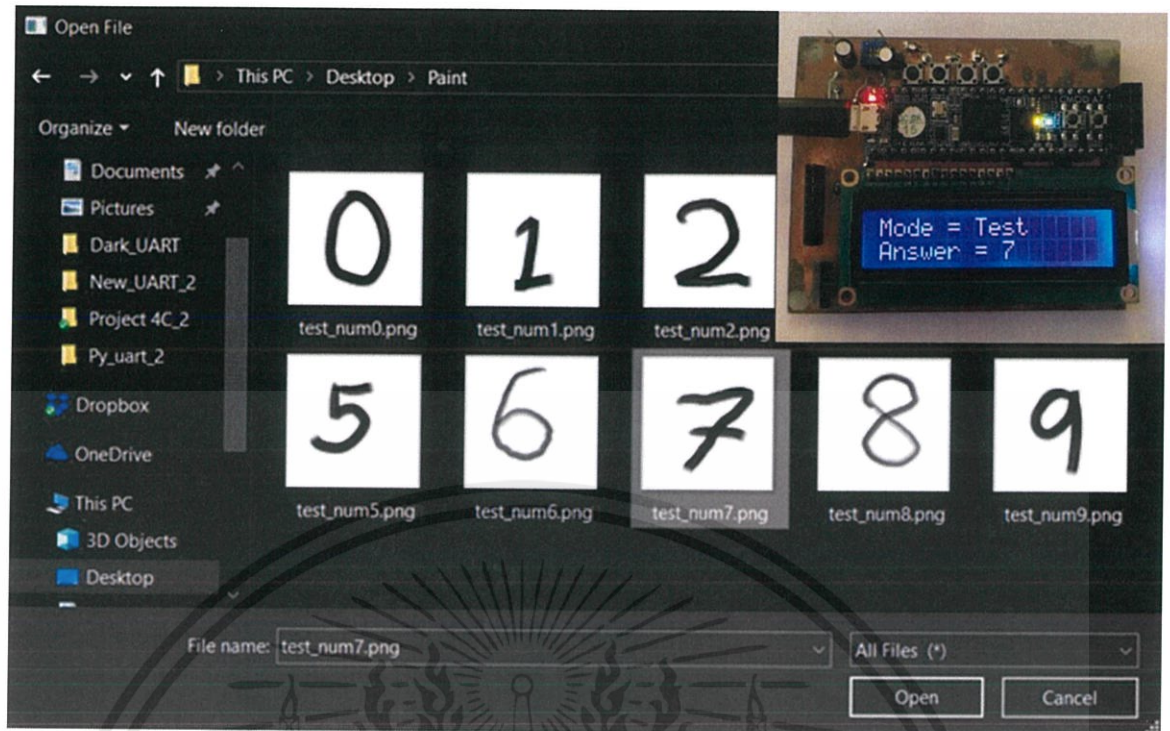 Open File
This PC > Desktop > Paint
Organize
New folder
Documents
Pictures
Dark_UART
New_UART_2
Project 4C_2
Py_uart_2
Dropbox
OneDrive
This PC
3D Objects
Desktop
0
1
2
test_num0.png
test_num1.png
test_num2.png
5
6
7
8
9
test_num5.png
test_num6.png
test_num7.png
test_num8.png
test_num9.png
Mode = Test
Answer = 7
File name: test_num7.png
All Files (*)
Open
Cancel